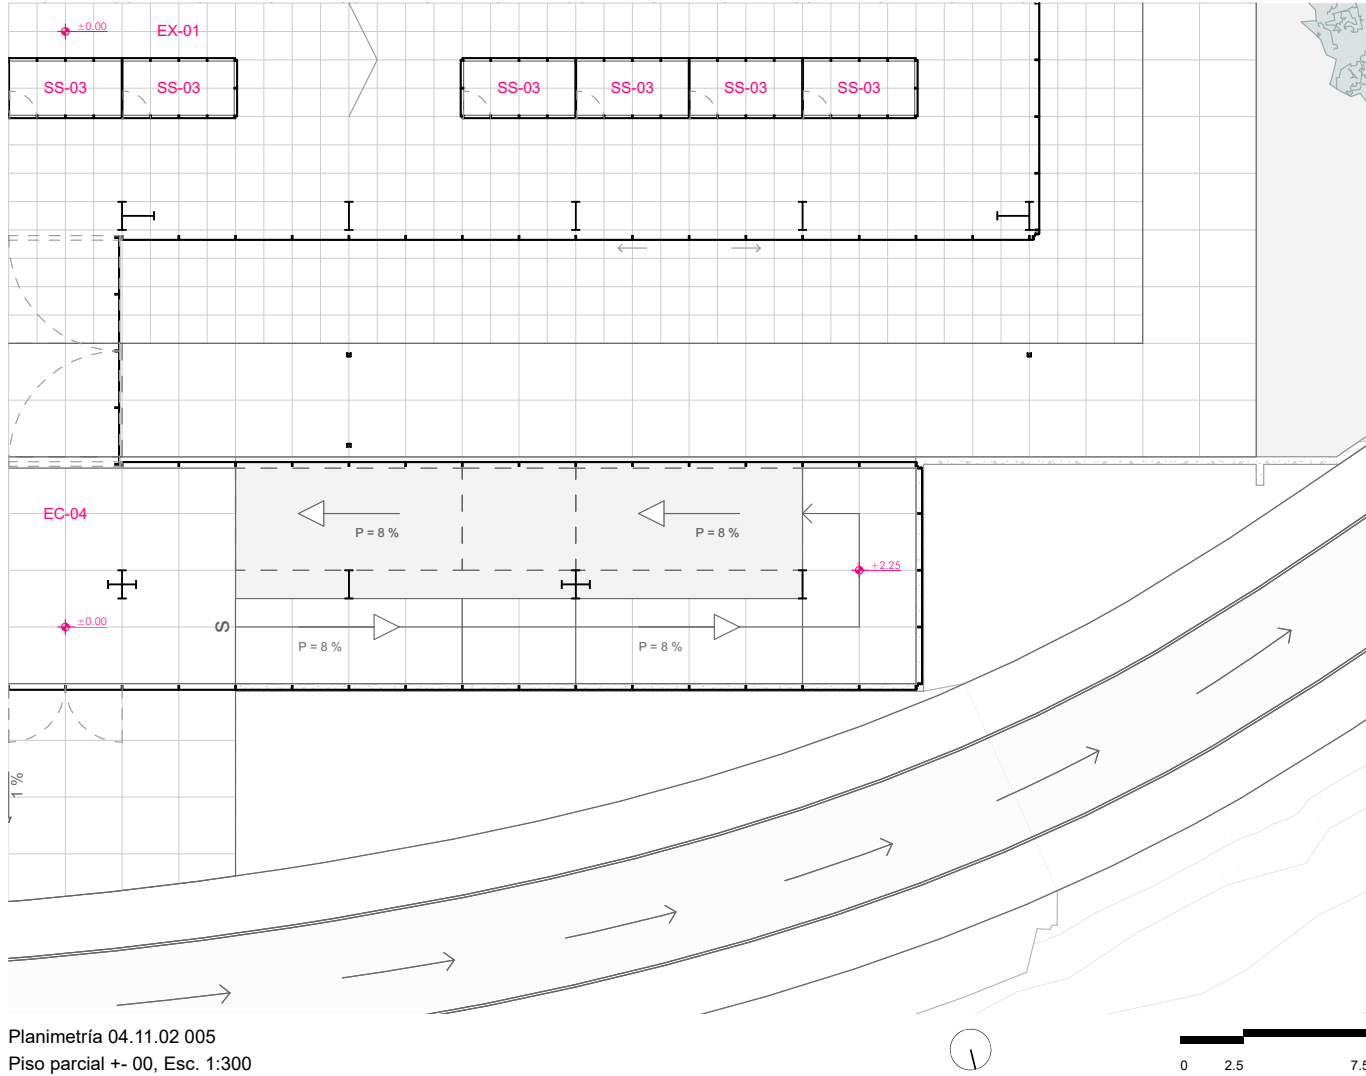 ±0.00 EX-01
SS-03 SS-03 SS-03 SS-03 SS-03 SS-03
EC-04
P = 8 % P = 8 %
+2.25
±0.00
S
P = 8 % P = 8 %
1 %
Planimetría 04.11.02 005
Piso parcial +- 00, Esc. 1:300
0 2.5 7.5